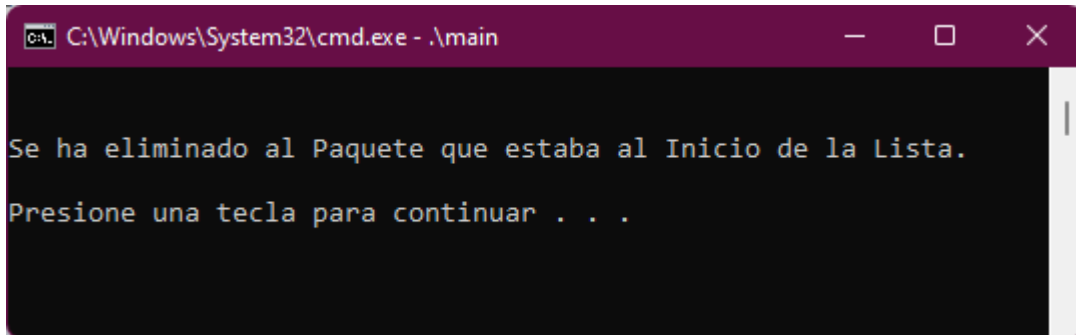 C:\Windows\System32\cmd.exe - .\main
Se ha eliminado al Paquete que estaba al Inicio de la Lista.
Presione una tecla para continuar . . .